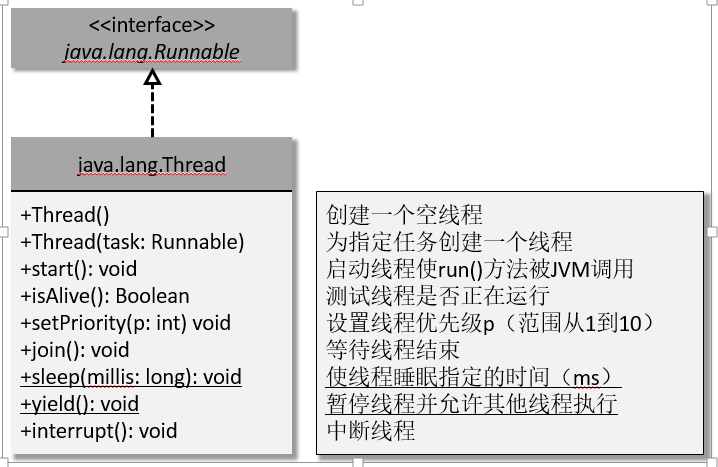 <<interface>>
java.lang.Runnable
java.lang.Thread
+Thread()
+Thread(task: Runnable)
+start(): void
+isAlive(): Boolean
+setPriority(p: int) void
+join(): void
+sleep(millis: long): void
+yield(): void
+interrupt(): void
创建一个空线程
为指定任务创建一个线程
启动线程使run()方法被JVM调用
测试线程是否正在运行
设置线程优先级p（范围从1到10）
等待线程结束
使线程睡眠指定的时间（ms）
暂停线程并允许其他线程执行
中断线程